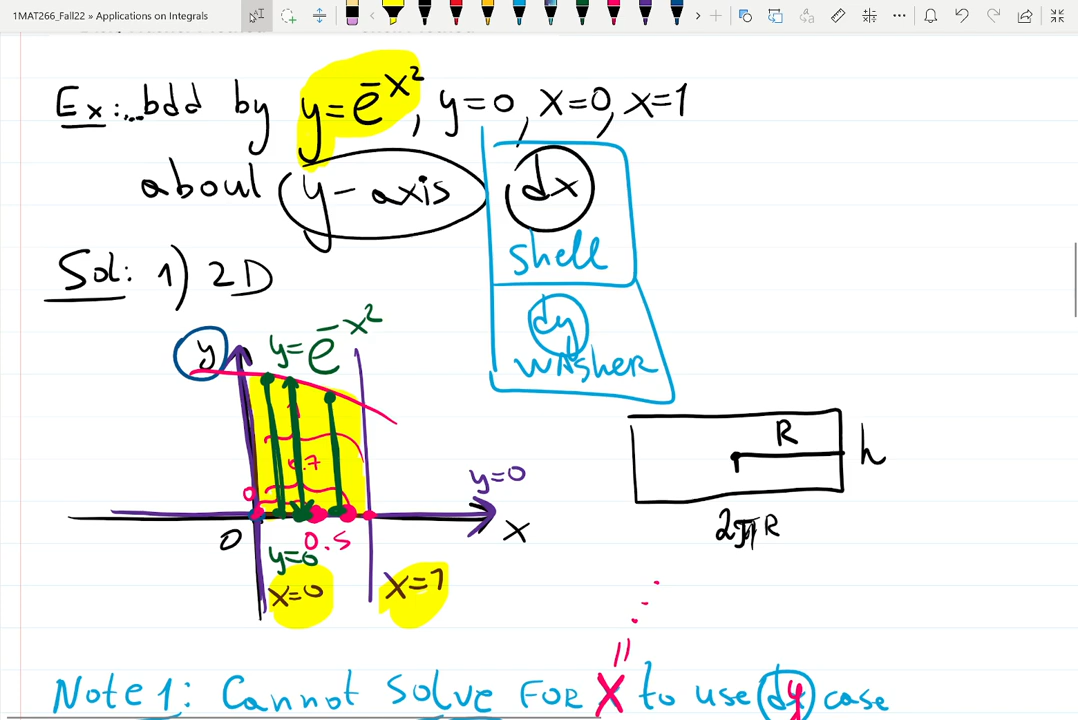 1MAT266_Fall22 » Applications on Integrals
Ex:...bdd by y=e^-x², y=0, x=0, x=1
about y-axis
dx
shell
Sol: 1) 2D
dy
WASHER
y
y=e^-x²
R
h
0.7
0
y=0
0
0.5
x
2πR
y=0
x=0
x=1
Note 1: Cannot solve FOR x to use dy case